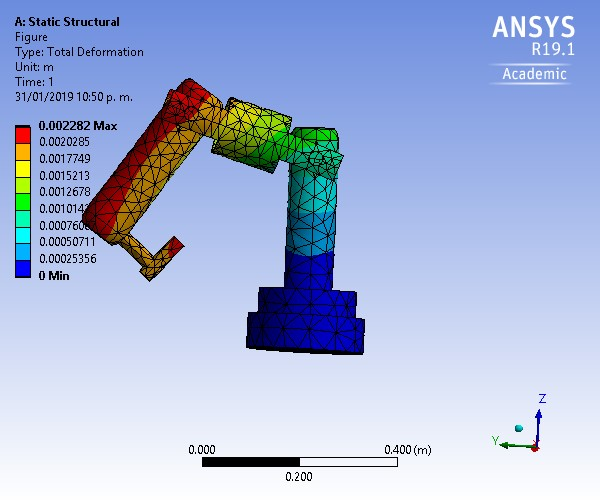 A: Static Structural
Figure
Type: Total Deformation
Unit: m
Time: 1
31/01/2019 10:50 p. m.
ANSYS
R19.1
Academic
0.002282 Max
0.0020285
0.0017749
0.0015213
0.0012678
0.00050711
0.00025356
0 Min
Z
Y
0.000
0.400 (m)
0.200